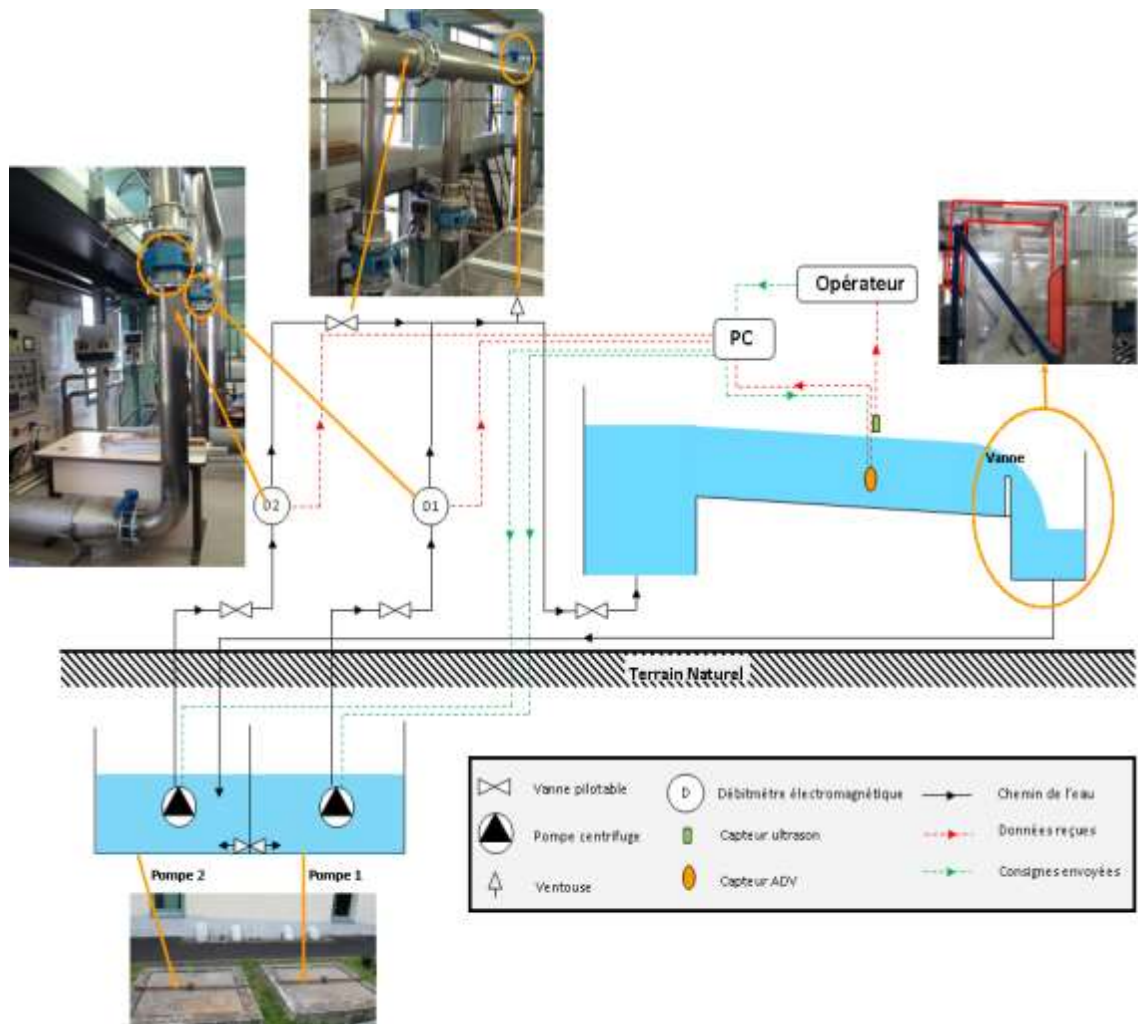 Opérateur
PC
Vanne
D2
D1
Terrain Naturel
Pompe 2
Pompe 1
Vanne pilotable
Pompe centrifuge
Ventouse
D
Débitmètre électromagnétique
Capteur ultrason
Capteur ADV
Chemin de l'eau
Données reçues
Consignes envoyées